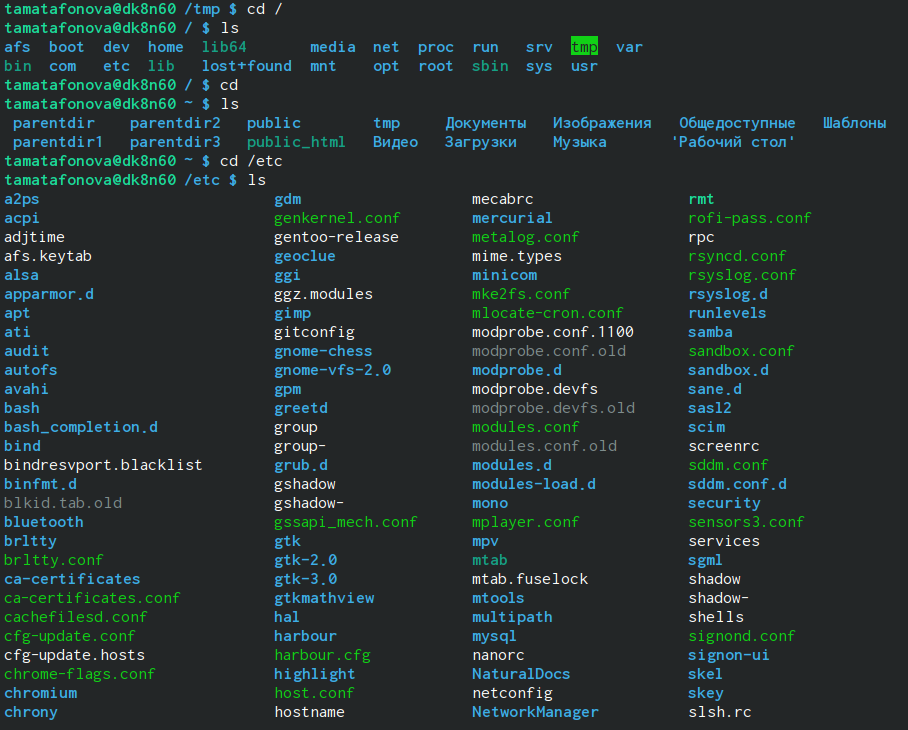 tamatafonova@dk8n60 /tmp $ cd /
tamatafonova@dk8n60 / $ ls
afs boot dev home lib64 media net proc run srv tmp var
bin com etc lib lost+found mnt opt root sbin sys usr
tamatafonova@dk8n60 / $ cd
tamatafonova@dk8n60 ~ $ ls
parentdir parentdir2 public tmp Документы Изображения Общедоступные Шаблоны
parentdir1 parentdir3 public_html Видео Загрузки Музыка 'Рабочий стол'
tamatafonova@dk8n60 ~ $ cd /etc
tamatafonova@dk8n60 /etc $ ls
a2ps gdm mecabrc rmt
acpi genkernel.conf mercurial rofi-pass.conf
adjtime gentoo-release metalog.conf rpc
afs.keytab geoclue mime.types rsyncd.conf
alsa ggi minicom rsyslog.conf
apparmor.d ggz.modules mke2fs.conf rsyslog.d
apt gimp mlocate-cron.conf runlevels
ati gitconfig modprobe.conf.1100 samba
audit gnome-chess modprobe.conf.old sandbox.conf
autofs gnome-vfs-2.0 modprobe.d sandbox.d
avahi gpm modprobe.devfs sane.d
bash greetd modprobe.devfs.old sasl2
bash_completion.d group modules.conf scim
bind group- modules.conf.old screenrc
bindresvport.blacklist grub.d modules.d sddm.conf
binfmt.d gshadow modules-load.d sddm.conf.d
blkid.tab.old gshadow- mono security
bluetooth gssapi_mech.conf mplayer.conf sensors3.conf
brltty gtk mpv services
brltty.conf gtk-2.0 mtab sgml
ca-certificates gtk-3.0 mtab.fuselock shadow
ca-certificates.conf gtkmathview mtools shadow-
cachefilesd.conf hal multipath shells
cfg-update.conf harbour mysql signond.conf
cfg-update.hosts harbour.cfg nanorc signon-ui
chrome-flags.conf highlight NaturalDocs skel
chromium host.conf netconfig skey
chrony hostname NetworkManager slsh.rc